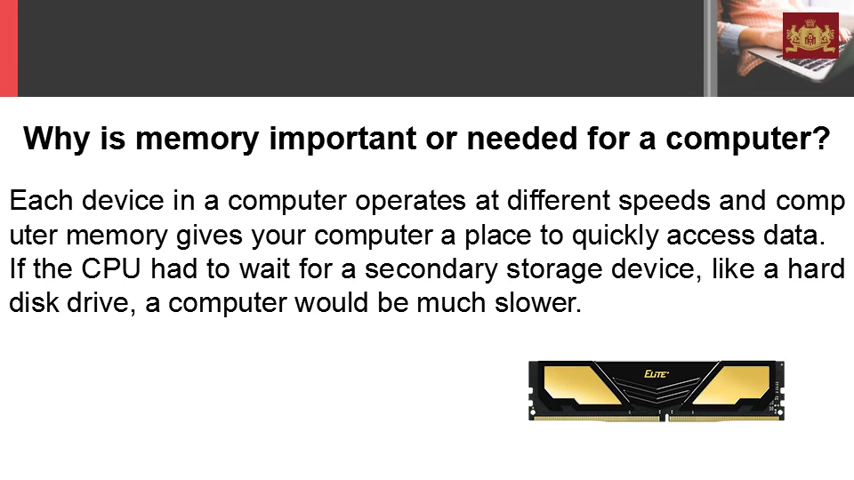 Why is memory important or needed for a computer?
Each device in a computer operates at different speeds and comp
uter memory gives your computer a place to quickly access data.
If the CPU had to wait for a secondary storage device, like a hard
disk drive, a computer would be much slower.
ELITE+